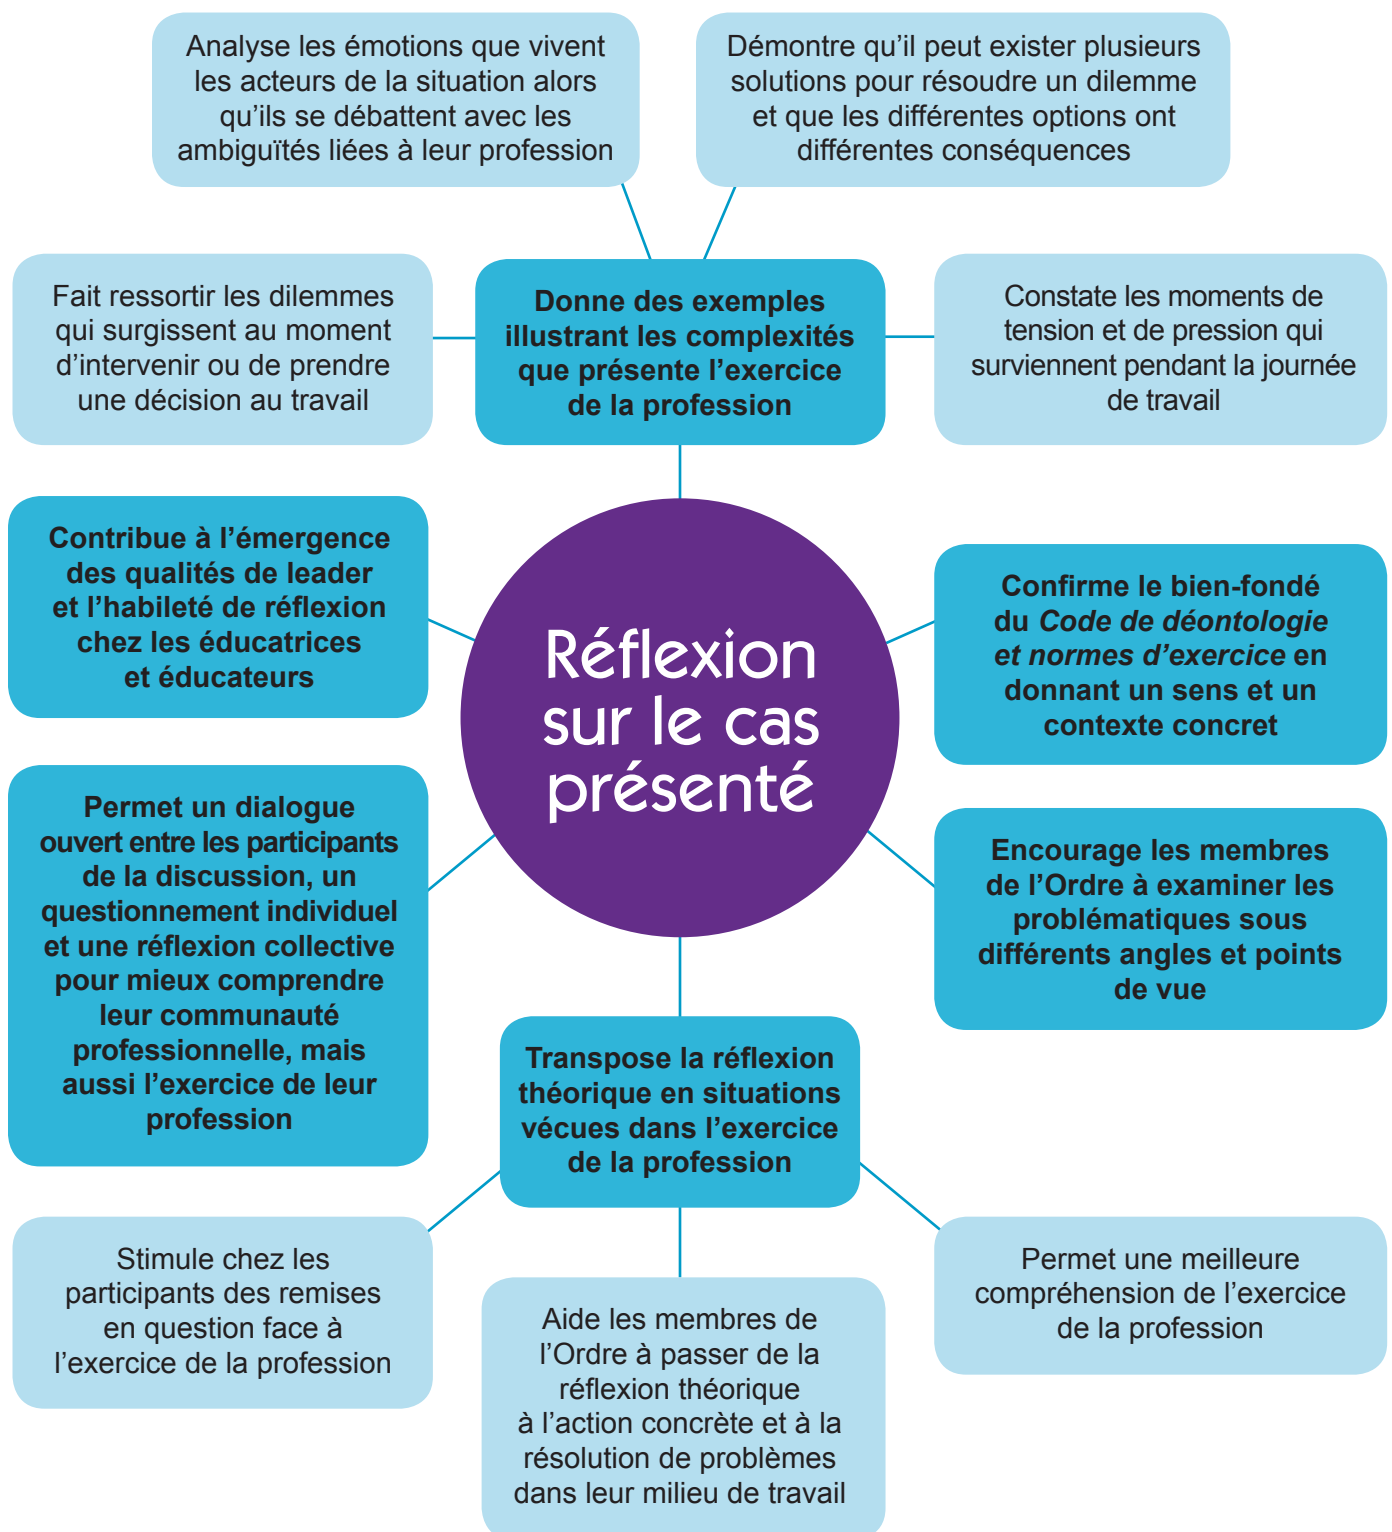 Analyse les émotions que vivent
les acteurs de la situation alors
qu’ils se débattent avec les
ambiguïtés liées à leur profession
Démontre qu’il peut exister plusieurs
solutions pour résoudre un dilemme
et que les différentes options ont
différentes conséquences
Fait ressortir les dilemmes
qui surgissent au moment
d’intervenir ou de prendre
une décision au travail
Donne des exemples
illustrant les complexités
que présente l’exercice
de la profession
Constate les moments de
tension et de pression qui
surviennent pendant la journée
de travail
Contribue à l’émergence
des qualités de leader
et l’habileté de réflexion
chez les éducatrices
et éducateurs
Réflexion
sur le cas
présenté
Confirme le bien-fondé
du Code de déontologie
et normes d’exercice en
donnant un sens et un
contexte concret
Permet un dialogue
ouvert entre les participants
de la discussion, un
questionnement individuel
et une réflexion collective
pour mieux comprendre
leur communauté
professionnelle, mais
aussi l’exercice de leur
profession
Encourage les membres
de l’Ordre à examiner les
problématiques sous
différents angles et points
de vue
Transpose la réflexion
théorique en situations
vécues dans l’exercice
de la profession
Stimule chez les
participants des remises
en question face à
l’exercice de la profession
Aide les membres de
l’Ordre à passer de la
réflexion théorique
à l’action concrète et à la
résolution de problèmes
dans leur milieu de travail
Permet une meilleure
compréhension de l’exercice
de la profession